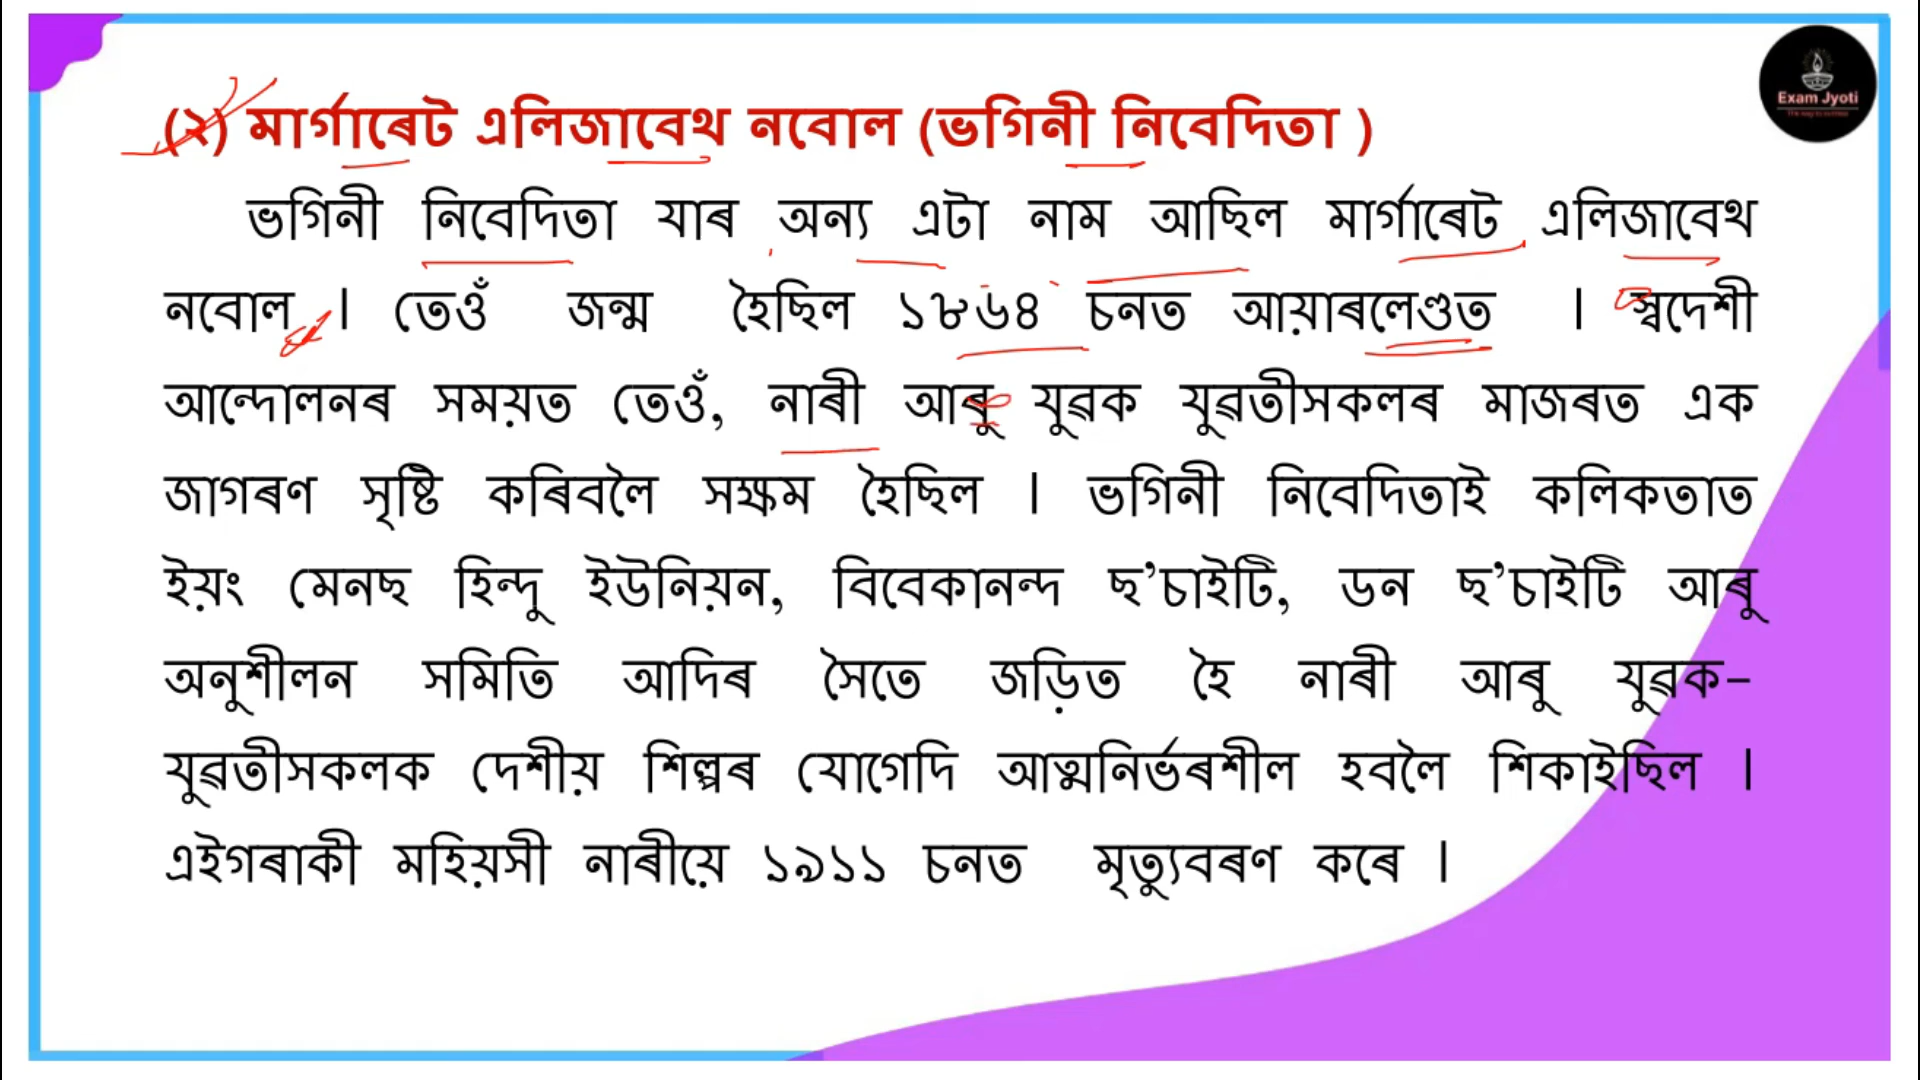 Exam Jyoti
(২) মাৰ্গাৰেট এলিজাবেথ নবোল (ভগিনী নিবেদিতা )
ভগিনী নিবেদিতা যাৰ অন্য এটা নাম আছিল মাৰ্গাৰেট এলিজাবেথ
নবোল । তেওঁ জন্ম হৈছিল ১৮৬৪ চনত আয়াৰলেণ্ডত । স্বদেশী
আন্দোলনৰ সময়ত তেওঁ, নাৰী আৰু যুৱক যুৱতীসকলৰ মাজৰত এক
জাগৰণ সৃষ্টি কৰিবলৈ সক্ষম হৈছিল । ভগিনী নিবেদিতাই কলিকতাত
ইয়ং মেনছ হিন্দু ইউনিয়ন, বিবেকানন্দ ছ’চাইটি, ডন ছ’চাইটি আৰু
অনুশীলন সমিতি আদিৰ সৈতে জড়িত হৈ নাৰী আৰু যুৱক–
যুৱতীসকলক দেশীয় শিল্পৰ যোগেদি আত্মনিৰ্ভৰশীল হবলৈ শিকাইছিল ।
এইগৰাকী মহিয়সী নাৰীয়ে ১৯১১ চনত মৃত্যুবৰণ কৰে ।